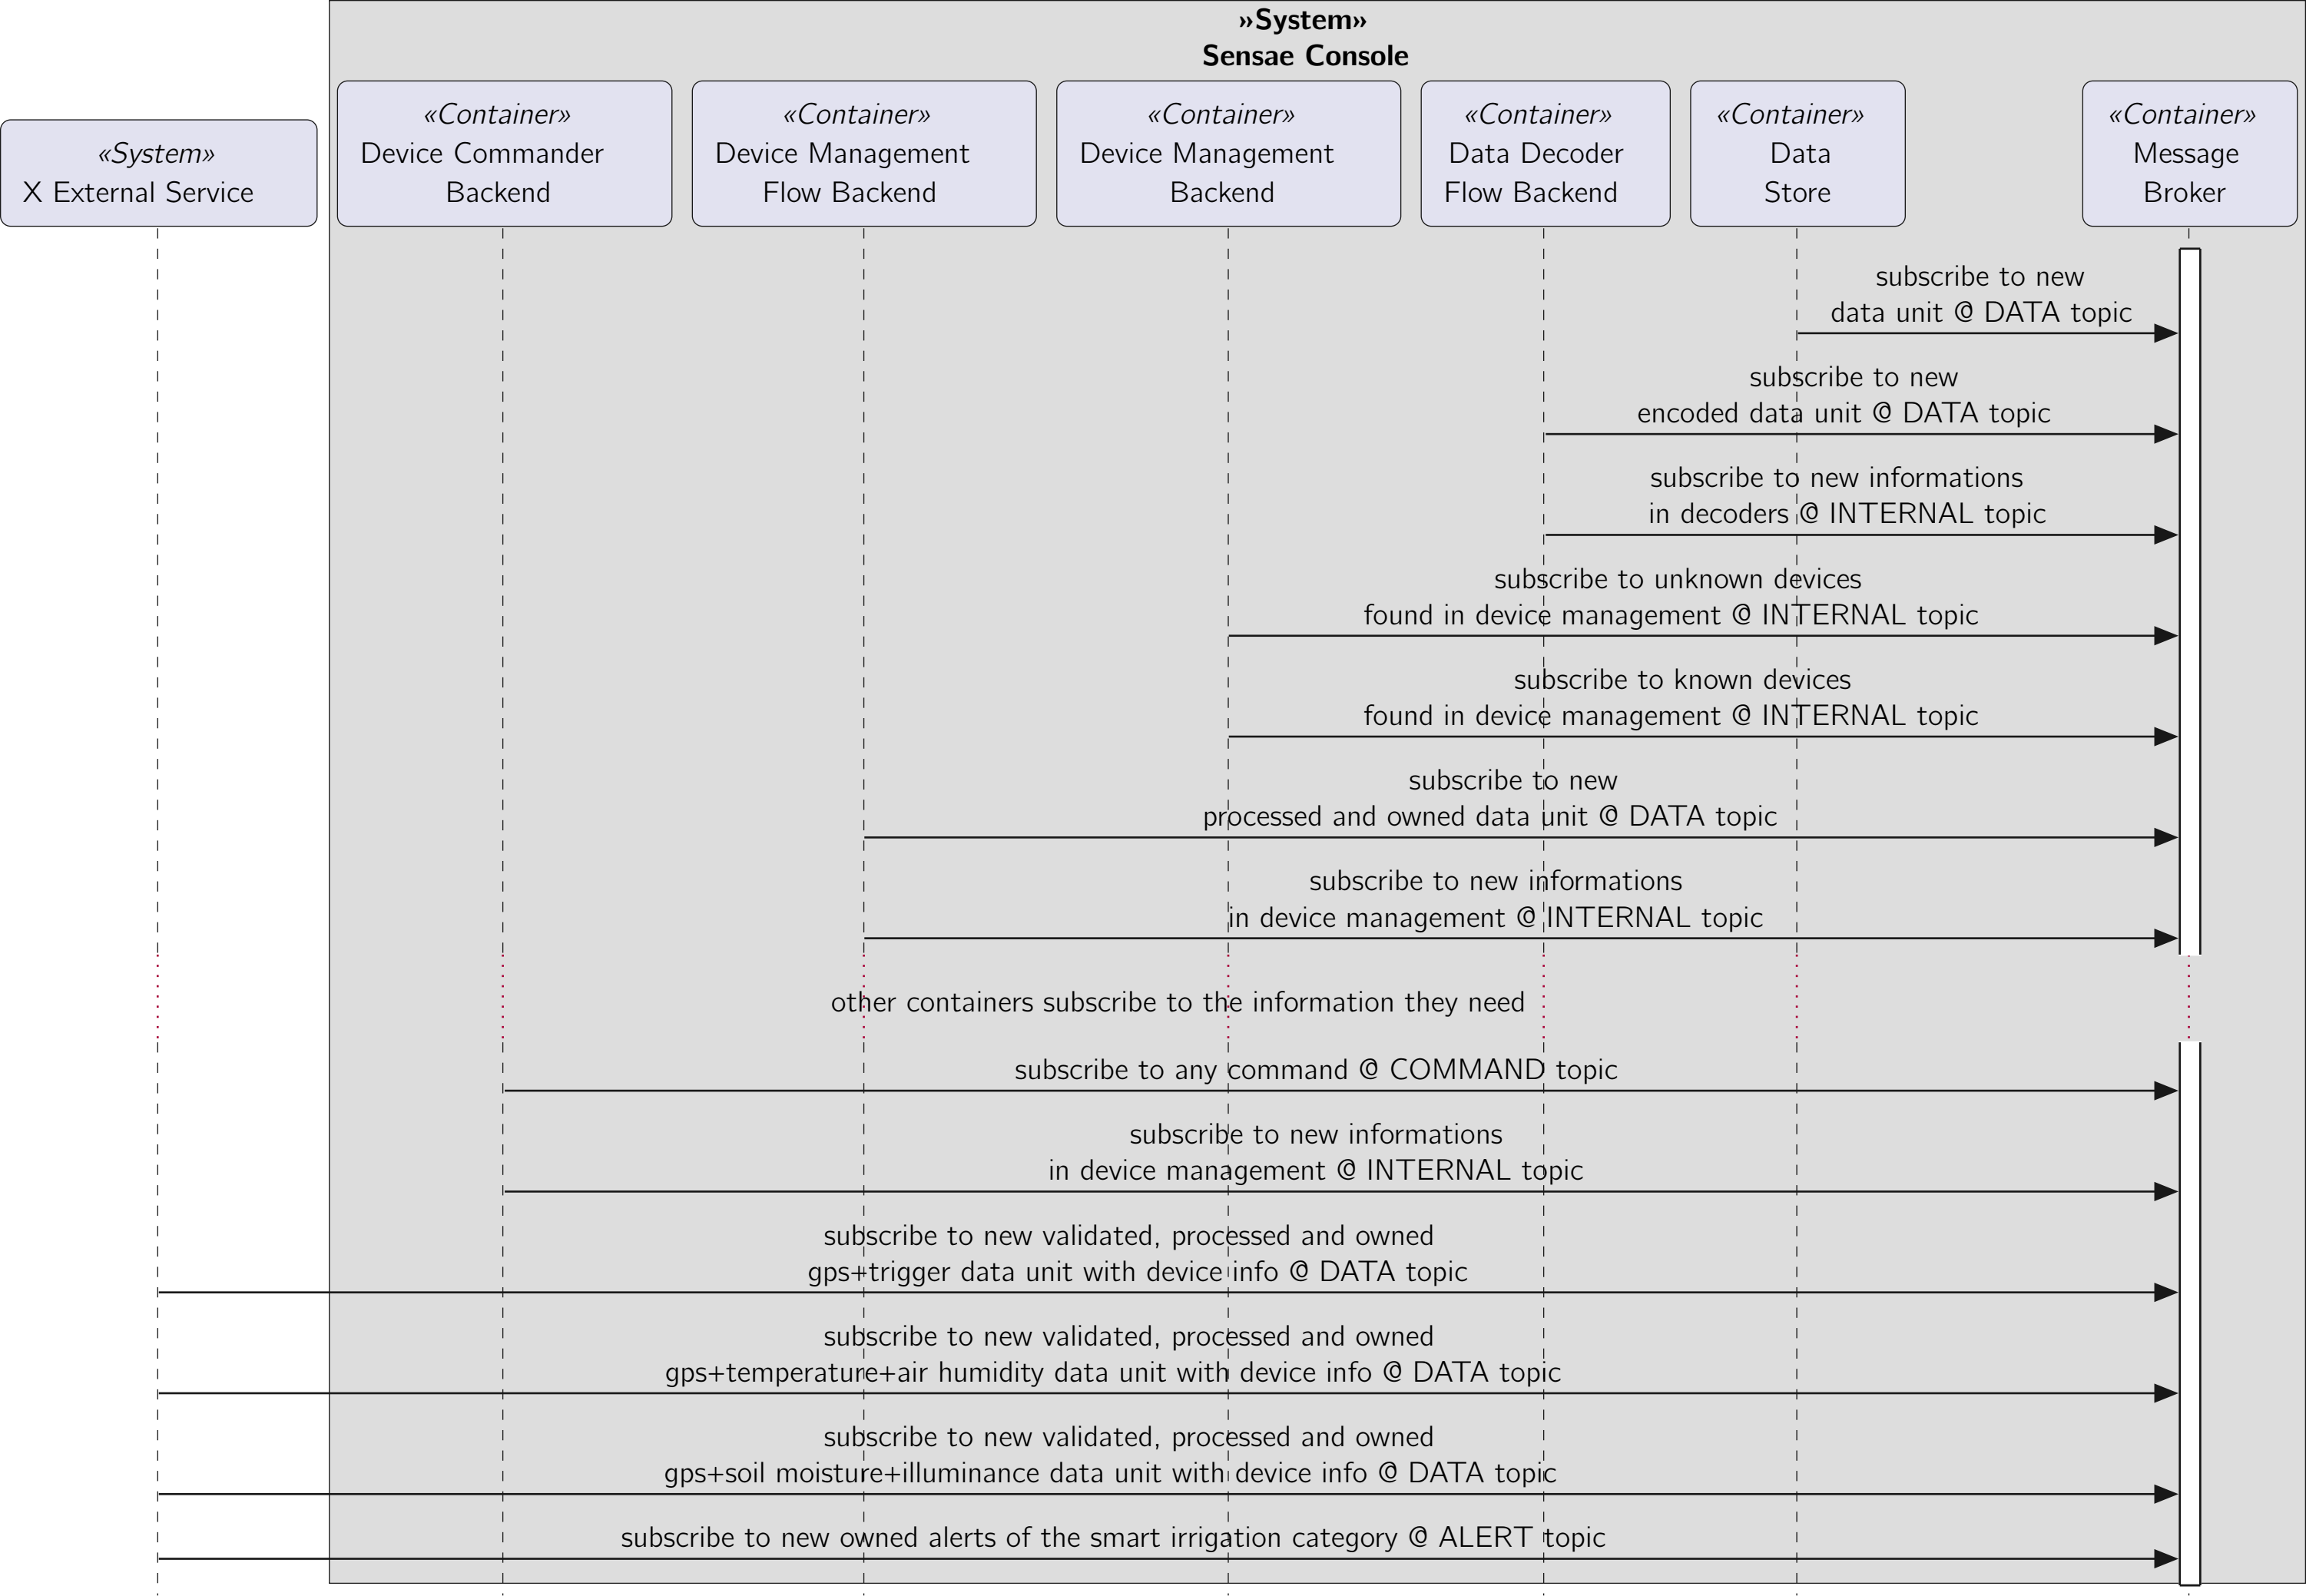 »System»
Sensae Console
«System»
X External Service
«Container»
Device Commander
Backend
«Container»
Device Management
Flow Backend
«Container»
Device Management
Backend
«Container»
Data Decoder
Flow Backend
«Container»
Data
Store
«Container»
Message
Broker
subscribe to new
data unit @ DATA topic
subscribe to new
encoded data unit @ DATA topic
subscribe to new informations
in decoders @ INTERNAL topic
subscribe to unknown devices
found in device management @ INTERNAL topic
subscribe to known devices
found in device management @ INTERNAL topic
subscribe to new
processed and owned data unit @ DATA topic
subscribe to new informations
in device management @ INTERNAL topic
other containers subscribe to the information they need
subscribe to any command @ COMMAND topic
subscribe to new informations
in device management @ INTERNAL topic
subscribe to new validated, processed and owned
gps+trigger data unit with device info @ DATA topic
subscribe to new validated, processed and owned
gps+temperature+air humidity data unit with device info @ DATA topic
subscribe to new validated, processed and owned
gps+soil moisture+illuminance data unit with device info @ DATA topic
subscribe to new owned alerts of the smart irrigation category @ ALERT topic